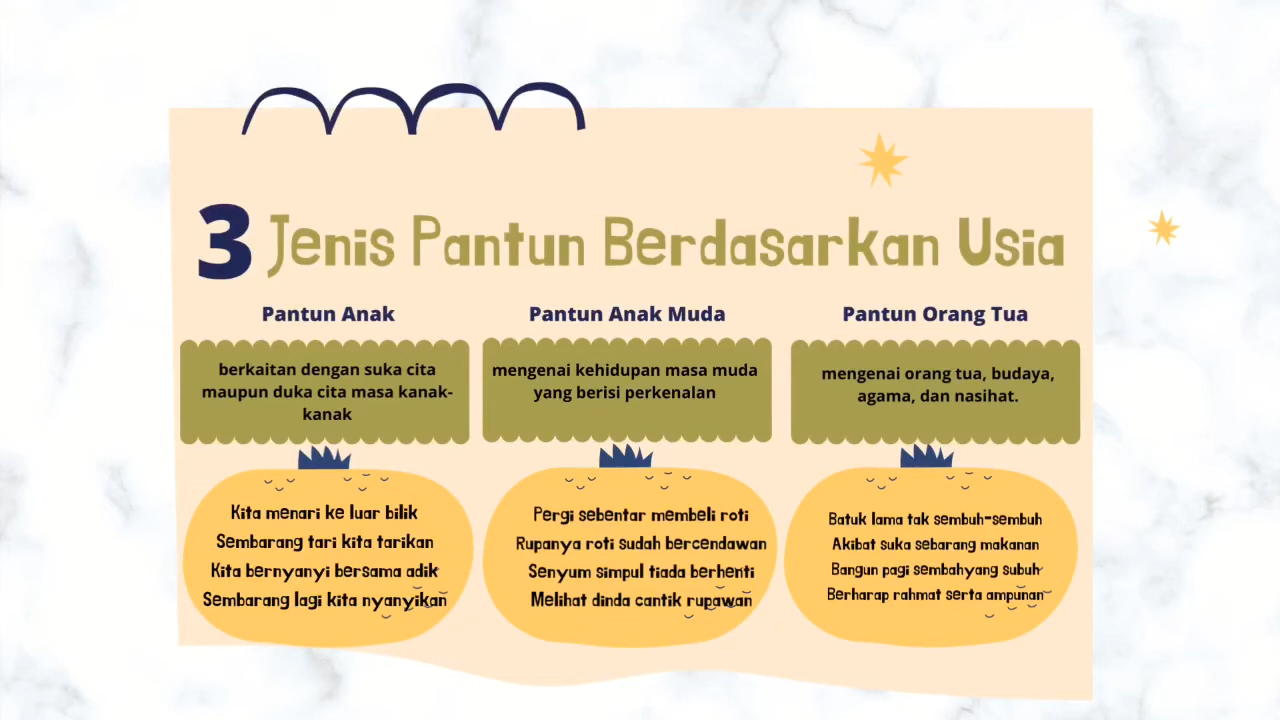 3 Jenis Pantun Berdasarkan Usia
Pantun Anak
berkaitan dengan suka cita
maupun duka cita masa kanak-
kanak
Kita menari ke luar bilik
Sembarang tari kita tarikan
Kita bernyanyi bersama adik
Sembarang lagi kita nyanyikan
Pantun Anak Muda
mengenai kehidupan masa muda
yang berisi perkenalan
Pergi sebentar membeli roti
Rupanya roti sudah bercendawan
Senyum simpul tiada berhenti
Melihat dinda cantik rupawan
Pantun Orang Tua
mengenai orang tua, budaya,
agama, dan nasihat.
Batuk lama tak sembuh-sembuh
Akibat suka sebarang makanan
Bangun pagi sembahyang subuh
Berharap rahmat serta ampunan